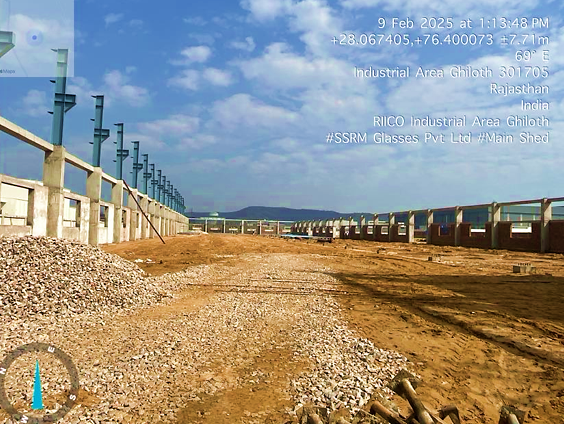 9 Feb 2025 at 1:13:48 PM
+28.067405,+76.400073 ±7.71m
69° E
Industrial Area Ghiloth 301705
Rajasthan
India
RIICO Industrial Area Ghiloth
#SSRM Glasses Pvt Ltd #Main Shed
E
S